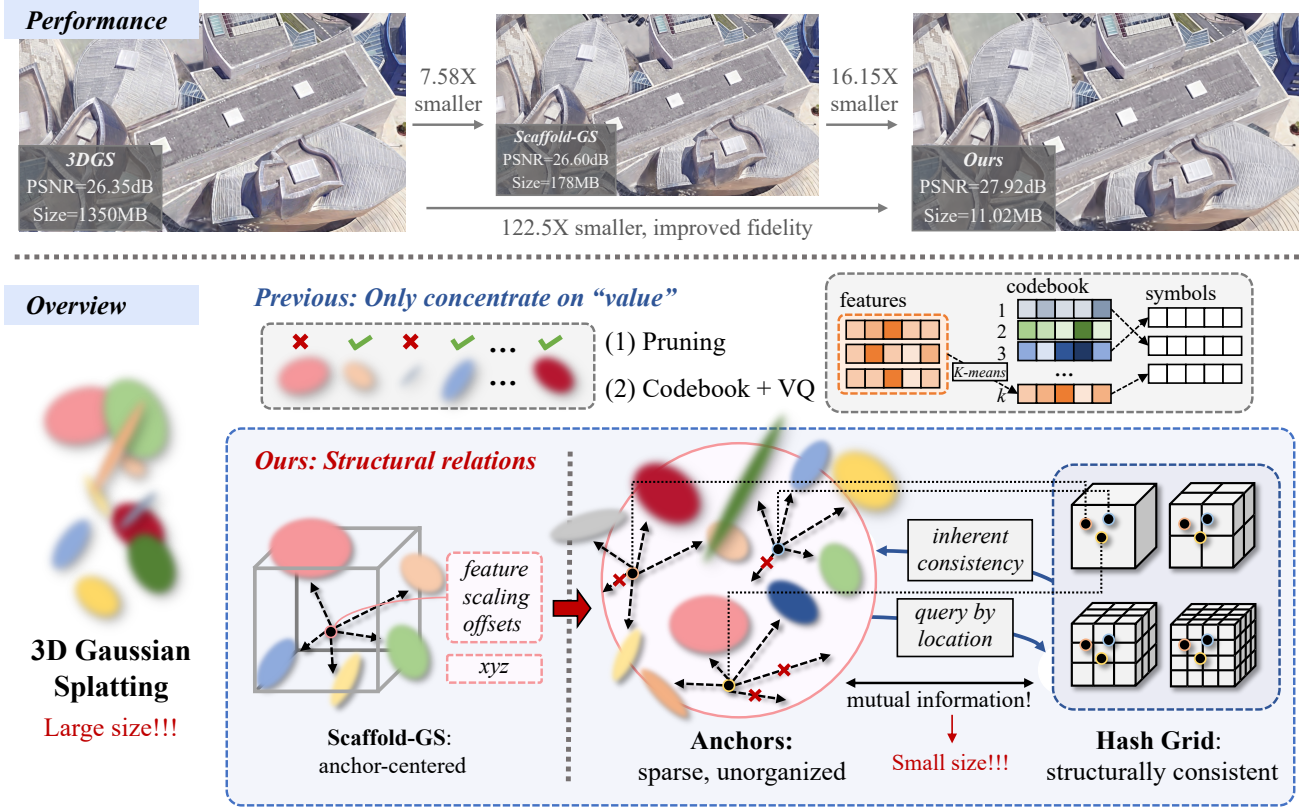 Performance
3DGS
PSNR=26.35dB
Size=1350MB
7.58X
smaller
Scaffold-GS
PSNR=26.60dB
Size=178MB
16.15X
smaller
Ours
PSNR=27.92dB
Size=11.02MB
122.5X smaller, improved fidelity
Overview
Previous: Only concentrate on “value”
...
...
(1) Pruning
(2) Codebook + VQ
features
codebook
symbols
1
2
3
...
k
K-means
3D Gaussian
Splatting
Large size!!!
Ours: Structural relations
feature
scaling
offsets
xyz
Scaffold-GS:
anchor-centered
Anchors:
sparse, unorganized
inherent
consistency
query by
location
mutual information!
Small size!!!
Hash Grid:
structurally consistent